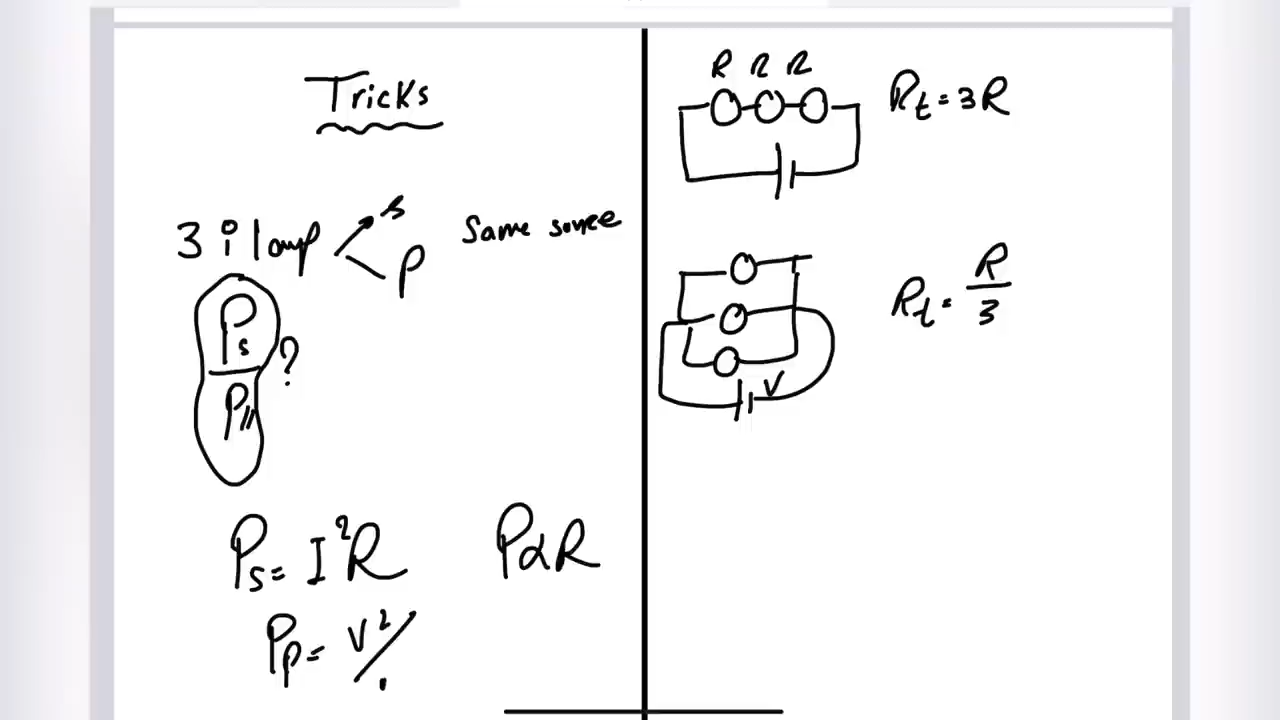 Tricks
3 i lamp
s
P
Same source
Ps
P//
?
Ps = I²R
P α R
Pp = V²/
R R R
Rt = 3R
V
Rt = R/3